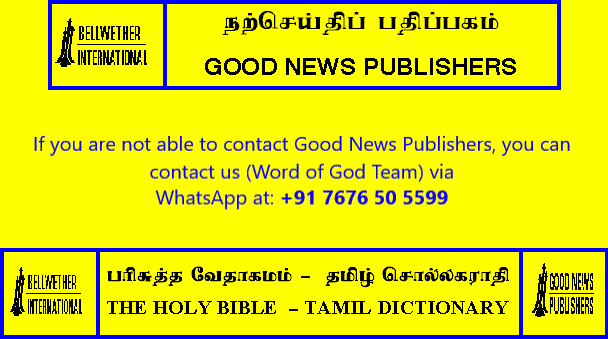 BELLWETHER
INTERNATIONAL
நற்செய்திப் பதிப்பகம்
GOOD NEWS PUBLISHERS
If you are not able to contact Good News Publishers, you can
contact us (Word of God Team) via
WhatsApp at: +91 7676 50 5599
BELLWETHER
INTERNATIONAL
பரிசுத்த வேதாகமம் – தமிழ் சொல்லகராதி
THE HOLY BIBLE – TAMIL DICTIONARY
GOOD NEWS
PUBLISHERS